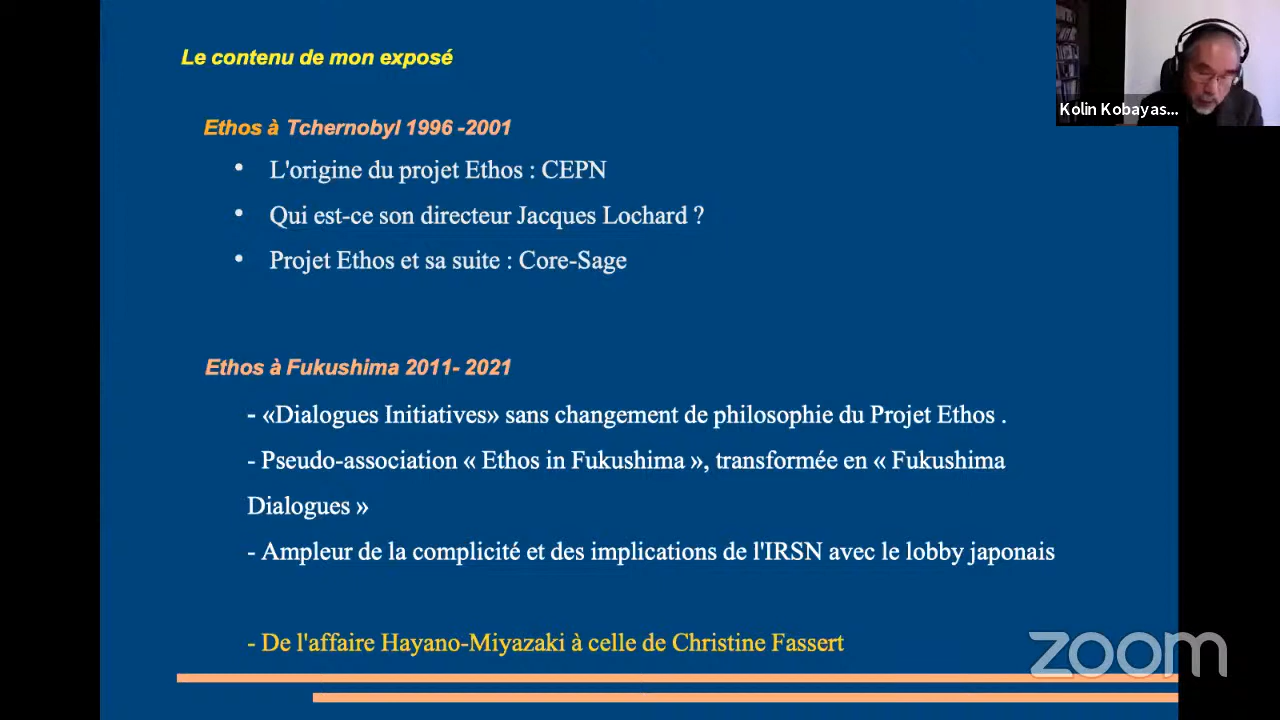 Le contenu de mon exposé
Kolin Kobayas...
Ethos à Tchernobyl 1996 -2001
• L'origine du projet Ethos : CEPN
• Qui est-ce son directeur Jacques Lochard ?
• Projet Ethos et sa suite : Core-Sage
Ethos à Fukushima 2011- 2021
- «Dialogues Initiatives» sans changement de philosophie du Projet Ethos .
- Pseudo-association « Ethos in Fukushima », transformée en « Fukushima
Dialogues »
- Ampleur de la complicité et des implications de l'IRSN avec le lobby japonais
- De l'affaire Hayano-Miyazaki à celle de Christine Fassert
zoom